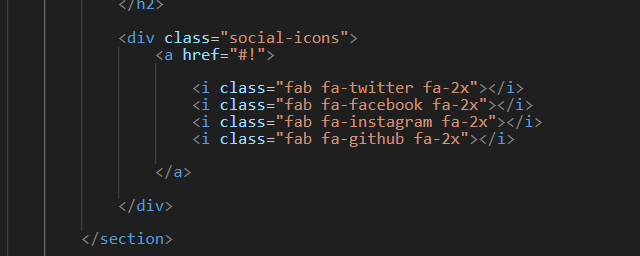 </h2>
<div class="social-icons">
<a href="#!">
<i class="fab fa-twitter fa-2x"></i>
<i class="fab fa-facebook fa-2x"></i>
<i class="fab fa-instagram fa-2x"></i>
<i class="fab fa-github fa-2x"></i>
</a>
</div>
</section>